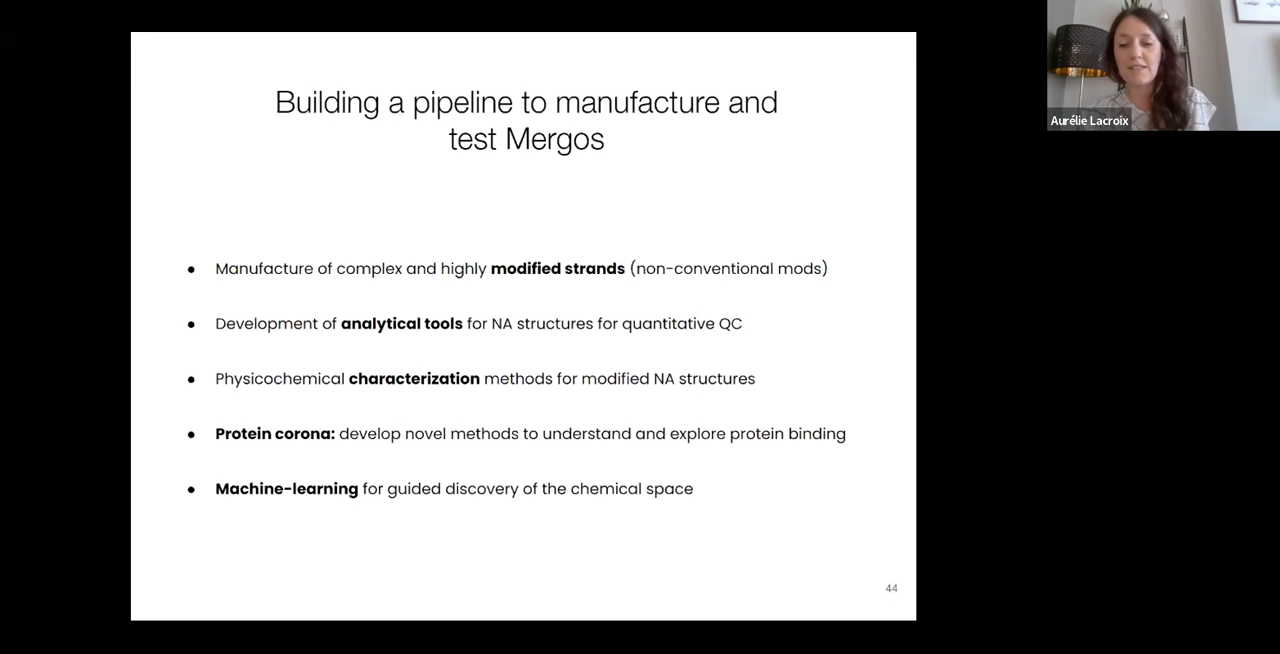 Building a pipeline to manufacture and
test Mergos
● Manufacture of complex and highly modified strands (non-conventional mods)
● Development of analytical tools for NA structures for quantitative QC
● Physicochemical characterization methods for modified NA structures
● Protein corona: develop novel methods to understand and explore protein binding
● Machine-learning for guided discovery of the chemical space
44
Aurélie Lacroix